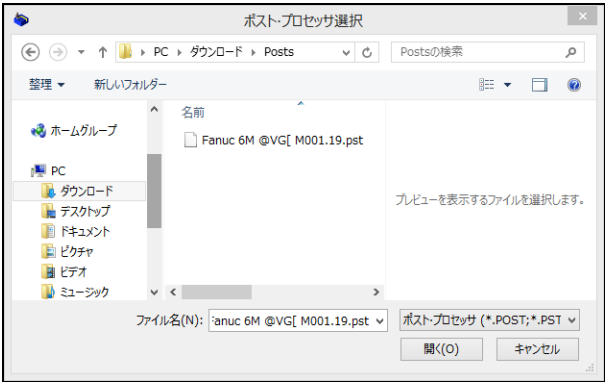 ポスト・プロセッサ選択
PC ダウンロード Posts
Postsの検索
整理 新しいフォルダー
名前
Fanuc 6M @VG[ M001.19.pst
ホームグループ
PC
ダウンロード
デスクトップ
ドキュメント
ピクチャ
ビデオ
ミュージック
プレビューを表示するファイルを選択します。
ファイル名(N): anuc 6M @VG[ M001.19.pst
ポスト・プロセッサ (*.POST;*.PST
開く(O) キャンセル